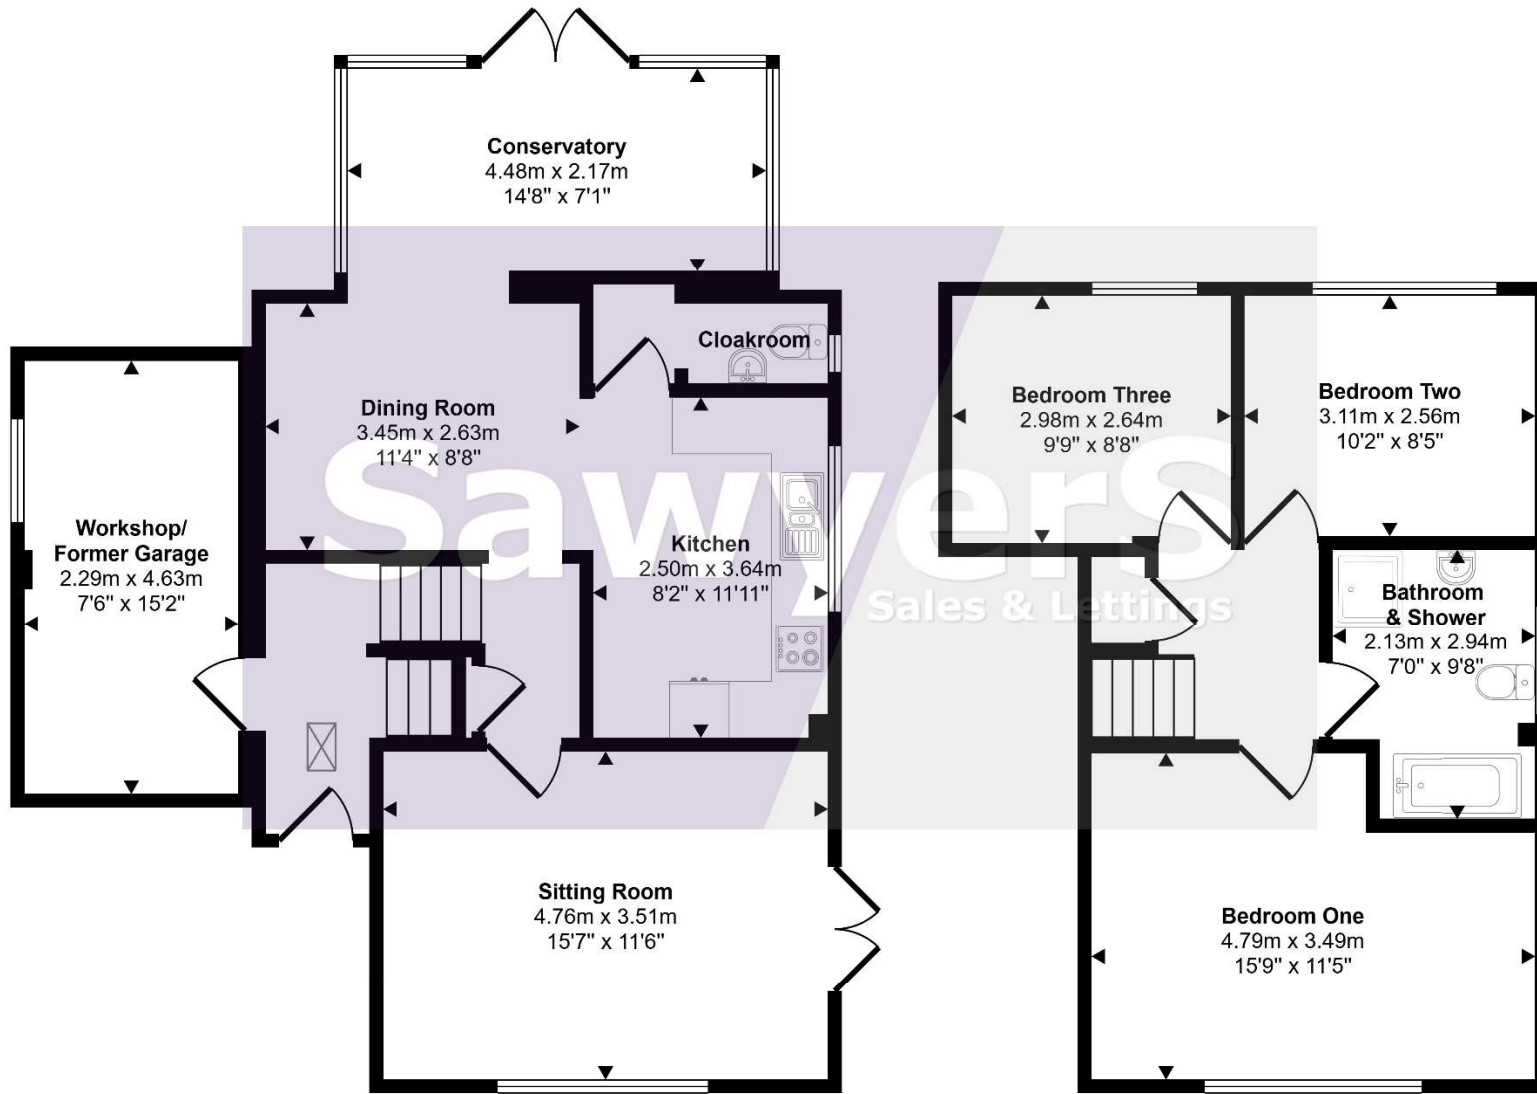 Conservatory
4.48m x 2.17m
14'8" x 7'1"
Cloakroom
Dining Room
3.45m x 2.63m
11'4" x 8'8"
Bedroom Three
2.98m x 2.64m
9'9" x 8'8"
Bedroom Two
3.11m x 2.56m
10'2" x 8'5"
SawyerS
Sales & Lettings
Workshop/
Former Garage
2.29m x 4.63m
7'6" x 15'2"
Kitchen
2.50m x 3.64m
8'2" x 11'11"
Bathroom
& Shower
2.13m x 2.94m
7'0" x 9'8"
Sitting Room
4.76m x 3.51m
15'7" x 11'6"
Bedroom One
4.79m x 3.49m
15'9" x 11'5"